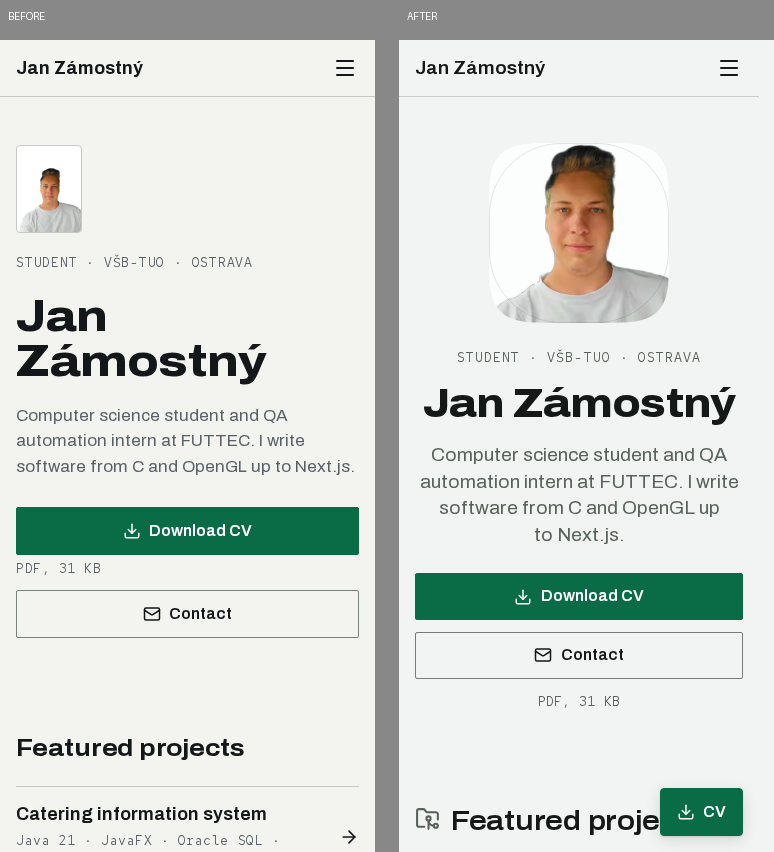 BEFORE
Jan Zámostný
STUDENT · VŠB-TUO · OSTRAVA
Jan
Zámostný
Computer science student and QA
automation intern at FUTTEC. I write
software from C and OpenGL up to Next.js.
Download CV
PDF, 31 KB
Contact
Featured projects
Catering information system
Java 21 · JavaFX · Oracle SQL ·
AFTER
Jan Zámostný
STUDENT · VŠB-TUO · OSTRAVA
Jan Zámostný
Computer science student and QA
automation intern at FUTTEC. I write
software from C and OpenGL up
to Next.js.
Download CV
Contact
PDF, 31 KB
Featured proje
CV